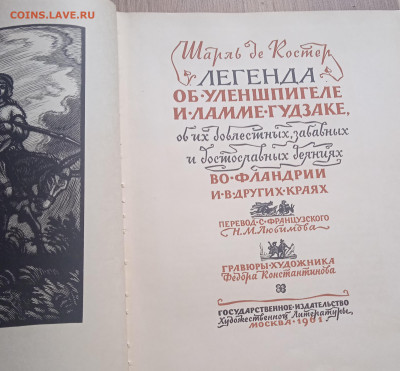 COINS.LAVE.RU
Шарль де Костер
ЛЕГЕНДА
ОБ·УЛЕНШПИГЕЛЕ
И·ЛАММЕ·ГУДЗАКЕ,
об их доблестных, забавных
и достославных деяниях
ВО·ФЛАНДРИИ
И·В·ДРУГИХ·КРАЯХ
ПЕРЕВОД·С·ФРАНЦУЗСКОГО
Н.М.Любимова
ГРАВЮРЫ·ХУДОЖНИКА
Фёдора Константинова
ГОСУДАРСТВЕННОЕ·ИЗДАТЕЛЬСТВО
Художественной Литературы,
МОСКВА·1961